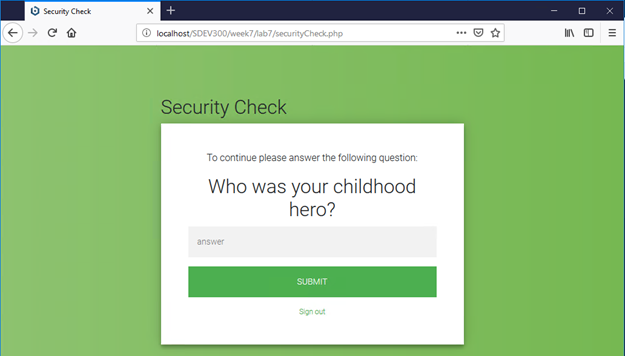 Security Check
localhost/SDEV300/week7/lab7/securityCheck.php
Security Check
To continue please answer the following question:
Who was your childhood
hero?
answer
SUBMIT
Sign out